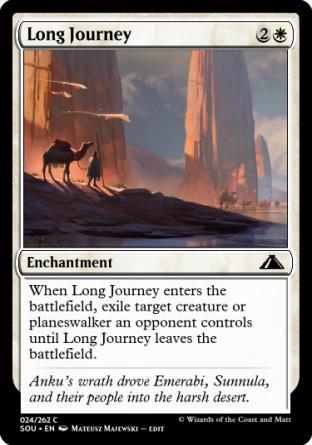 Long Journey 2
Enchantment
When Long Journey enters the
battlefield, exile target creature or
planeswalker an opponent controls
until Long Journey leaves the
battlefield.
Anku's wrath drove Emerabi, Sunnula,
and their people into the harsh desert.
024/262 C
SOU • EN Mateusz Majewski — EDIT
© Wizards of the Coast and Matt